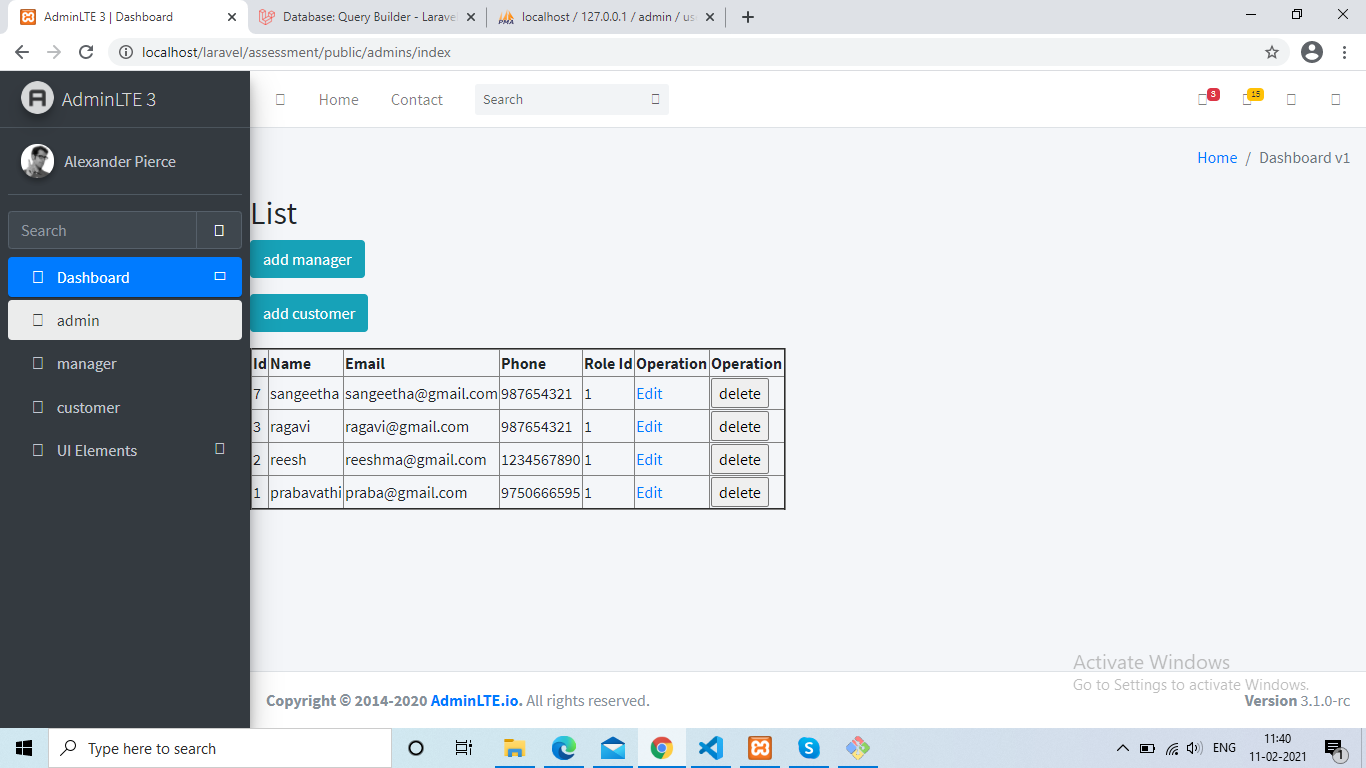 AdminLTE 3 | Dashboard
Database: Query Builder - Larave
localhost / 127.0.0.1 / admin / us
localhost/laravel/assessment/public/admins/index
AdminLTE 3
Home
Contact
Search
3
15
Alexander Pierce
Home / Dashboard v1
Search
List
add manager
Dashboard
add customer
admin
manager
customer
UI Elements
Id Name Email Phone Role Id Operation Operation
7 sangeetha sangeetha@gmail.com 987654321 1 Edit delete
3 ragavi ragavi@gmail.com 987654321 1 Edit delete
2 reesh reeshma@gmail.com 1234567890 1 Edit delete
1 prabavathi praba@gmail.com 9750666595 1 Edit delete
Activate Windows
Go to Settings to activate Windows.
Copyright © 2014-2020 AdminLTE.io. All rights reserved.
Version 3.1.0-rc
Type here to search
ENG
11:40
11-02-2021
1